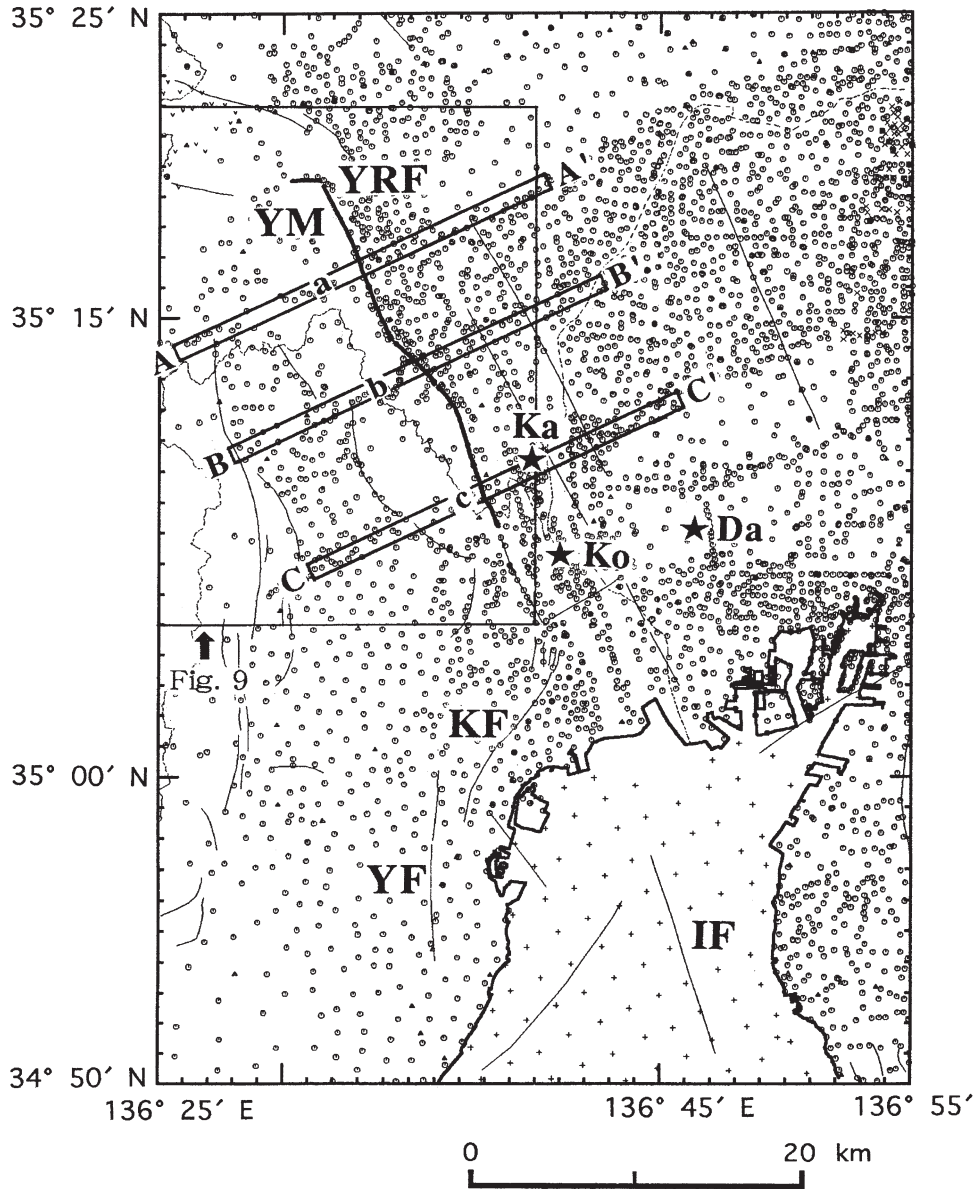 35° 25′ N
YRF
A'
YM
a
B'
35° 15′ N
A
b
C'
Ka
B
c
Da
Ko
C
Fig. 9
KF
35° 00′ N
YF
IF
34° 50′ N
136° 25′ E
136° 45′ E
136° 55′
0
20 km